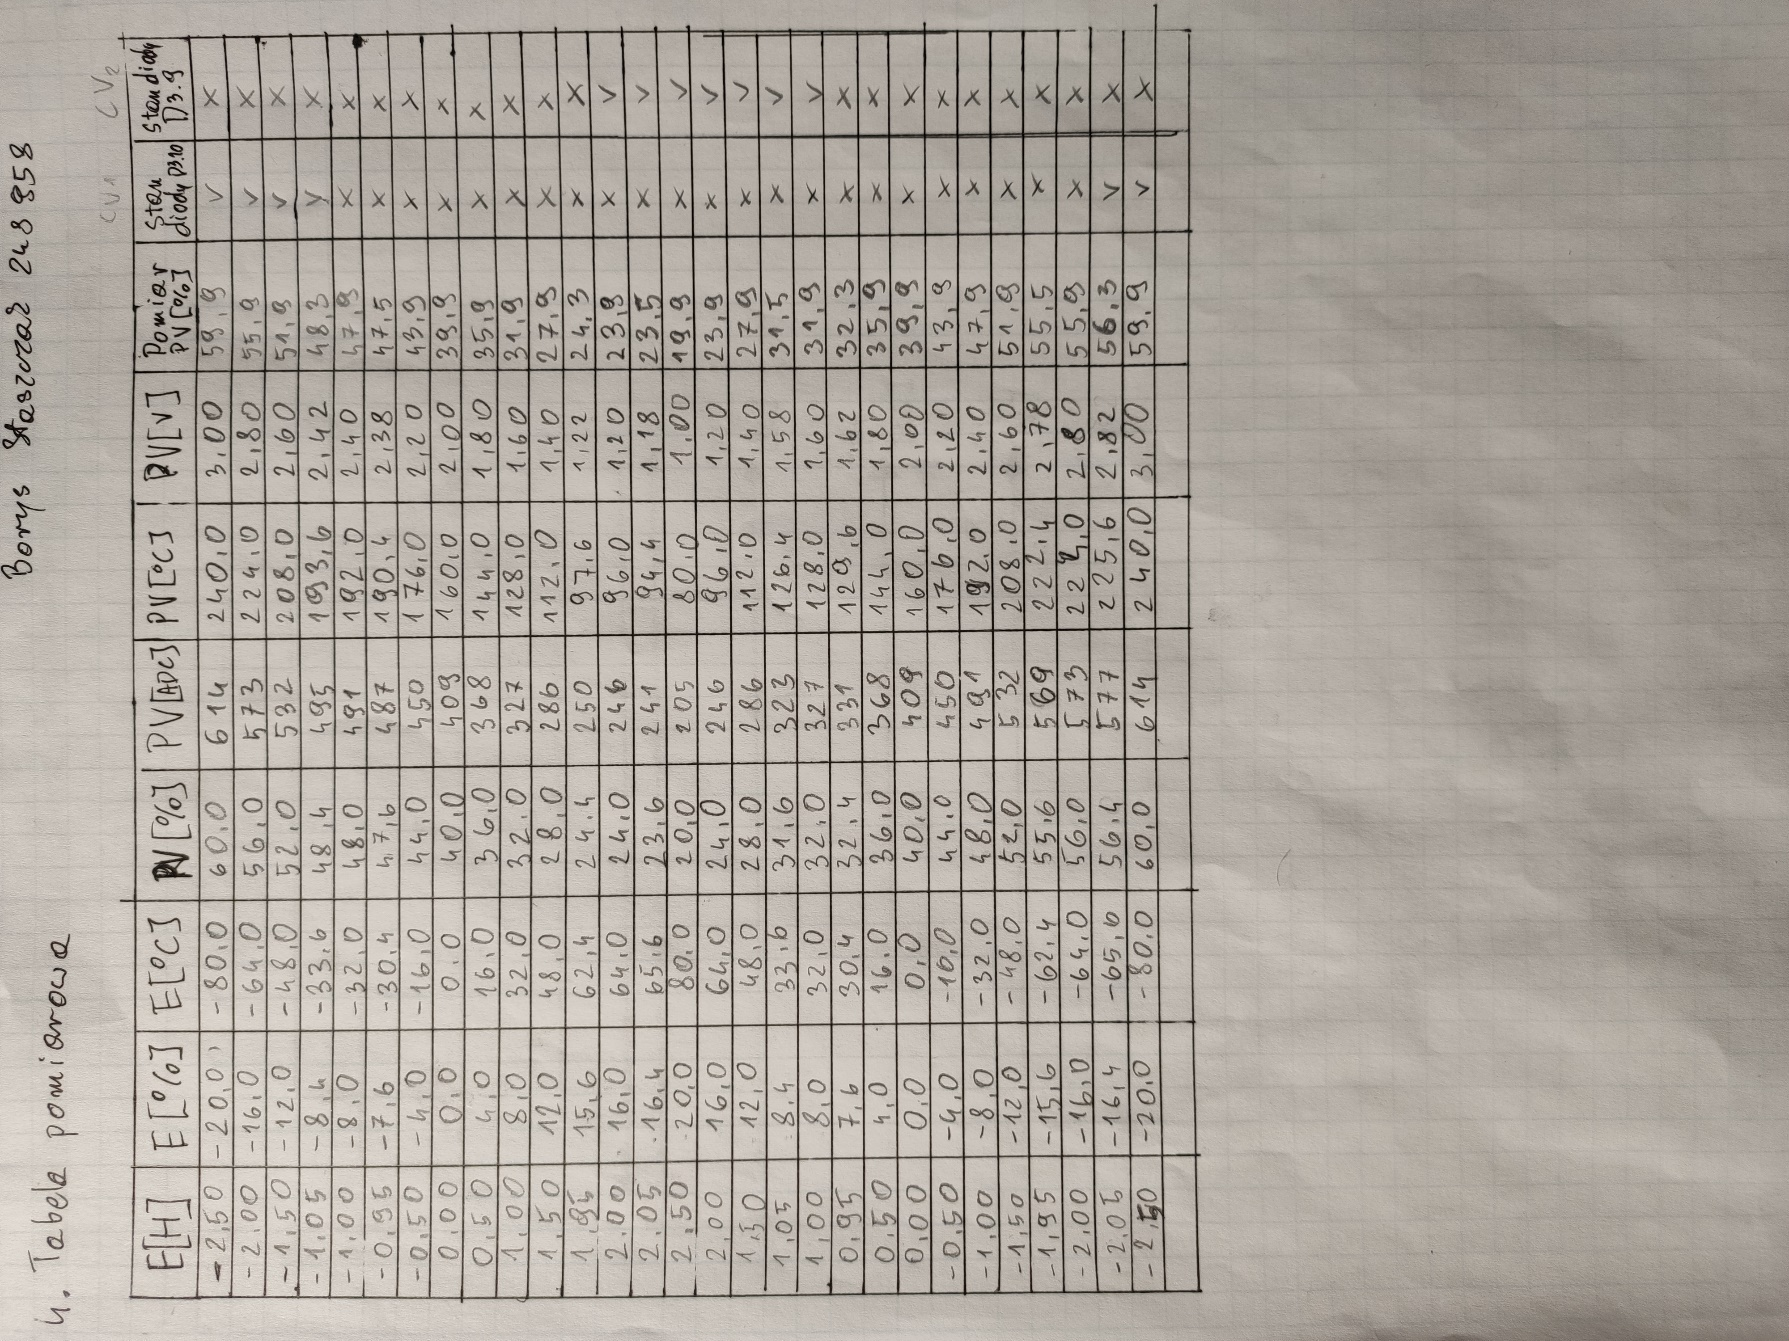 Borys 248 958
4. Tabela pomiarowa
CV1 CV2
E[H] E[%] E[°C] PV[%] PV[ADC] PV[°C] PV[V] Pomiar PV[%] Stan diody D3.10 Stan diody D3.9
-2,50 -20,0 -80,0 60,0 614 240,0 3,00 59,9 V X
-2,00 -16,0 -64,0 56,0 573 224,0 2,80 55,9 V X
-1,50 -12,0 -48,0 52,0 532 208,0 2,60 51,9 V X
-1,05 -8,4 -33,6 48,4 495 193,6 2,42 48,3 V X
-1,00 -8,0 -32,0 48,0 491 192,0 2,40 47,9 X X
-0,95 -7,6 -30,4 47,6 487 190,4 2,38 47,5 X X
-0,50 -4,0 -16,0 44,0 450 176,0 2,20 43,9 X X
0,00 0,0 0,0 40,0 409 160,0 2,00 39,9 X X
0,50 4,0 16,0 36,0 368 144,0 1,80 35,9 X X
1,00 8,0 32,0 32,0 327 128,0 1,60 31,9 X X
1,50 12,0 48,0 28,0 286 112,0 1,40 27,9 X X
1,95 15,6 62,4 24,4 250 97,6 1,22 24,3 X X
2,00 16,0 64,0 24,0 246 96,0 1,20 23,9 X V
2,05 16,4 65,6 23,6 241 94,4 1,18 23,5 X V
2,50 20,0 80,0 20,0 205 80,0 1,00 19,9 X V
2,00 16,0 64,0 24,0 246 96,0 1,20 23,9 X V
1,50 12,0 48,0 28,0 286 112,0 1,40 27,9 X V
1,05 8,4 33,6 31,6 323 126,4 1,58 31,5 X V
1,00 8,0 32,0 32,0 327 128,0 1,60 31,9 X V
0,95 7,6 30,4 32,4 331 129,6 1,62 32,3 X X
0,50 4,0 16,0 36,0 368 144,0 1,80 35,9 X X
0,00 0,0 0,0 40,0 409 160,0 2,00 39,9 X X
-0,50 -4,0 -16,0 44,0 450 176,0 2,20 43,9 X X
-1,00 -8,0 -32,0 48,0 491 192,0 2,40 47,9 X X
-1,50 -12,0 -48,0 52,0 532 208,0 2,60 51,9 X X
-1,95 -15,6 -62,4 55,6 569 222,4 2,78 55,5 X X
-2,00 -16,0 -64,0 56,0 573 224,0 2,80 55,9 X X
-2,05 -16,4 -65,6 56,4 577 225,6 2,82 56,3 V X
-2,50 -20,0 -80,0 60,0 614 240,0 3,00 59,9 V X